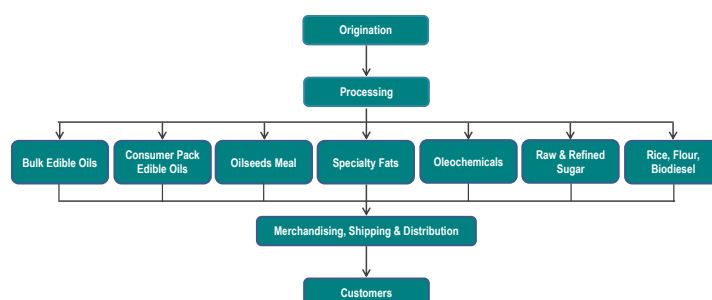 Origination
Processing
Bulk Edible Oils
Consumer Pack
Edible Oils
Oilseeds Meal
Specialty Fats
Oleochemicals
Raw & Refined
Sugar
Rice, Flour,
Biodiesel
Merchandising, Shipping & Distribution
Customers